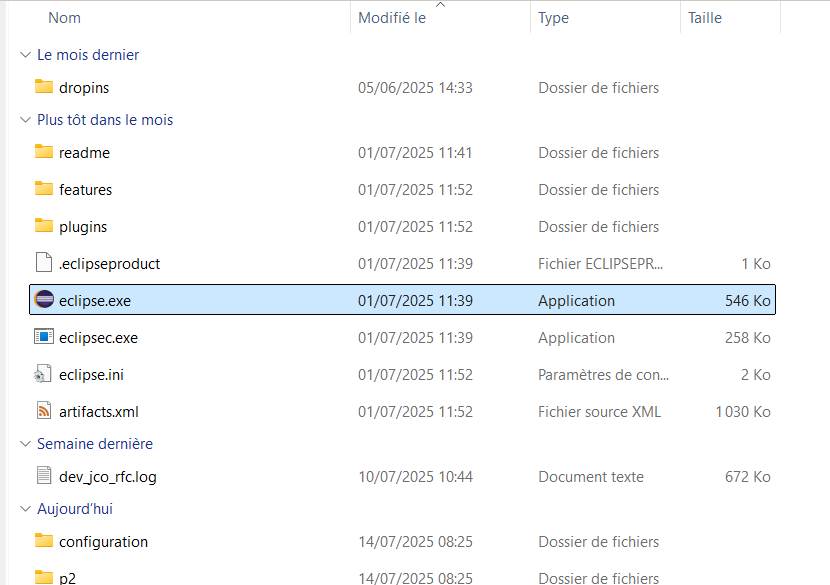 Nom Modifié le Type Taille
Le mois dernier
dropins 05/06/2025 14:33 Dossier de fichiers
Plus tôt dans le mois
readme 01/07/2025 11:41 Dossier de fichiers
features 01/07/2025 11:52 Dossier de fichiers
plugins 01/07/2025 11:52 Dossier de fichiers
.eclipseproduct 01/07/2025 11:39 Fichier ECLIPSEPR... 1 Ko
eclipse.exe 01/07/2025 11:39 Application 546 Ko
eclipsec.exe 01/07/2025 11:39 Application 258 Ko
eclipse.ini 01/07/2025 11:52 Paramètres de con... 2 Ko
artifacts.xml 01/07/2025 11:52 Fichier source XML 1 030 Ko
Semaine dernière
dev_jco_rfc.log 10/07/2025 10:44 Document texte 672 Ko
Aujourd'hui
configuration 14/07/2025 08:25 Dossier de fichiers
p2 14/07/2025 08:25 Dossier de fichiers